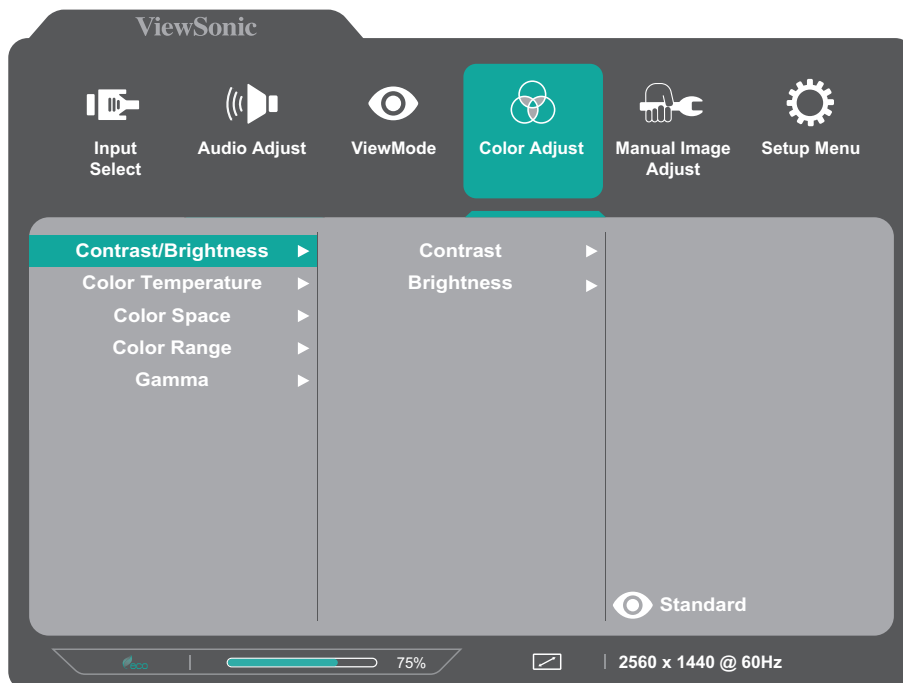 ViewSonic
Input
Select
Audio Adjust
ViewMode
Color Adjust
Manual Image
Adjust
Setup Menu
Contrast/Brightness
Color Temperature
Color Space
Color Range
Gamma
Contrast
Brightness
Standard
eco
75%
2560 x 1440 @ 60Hz